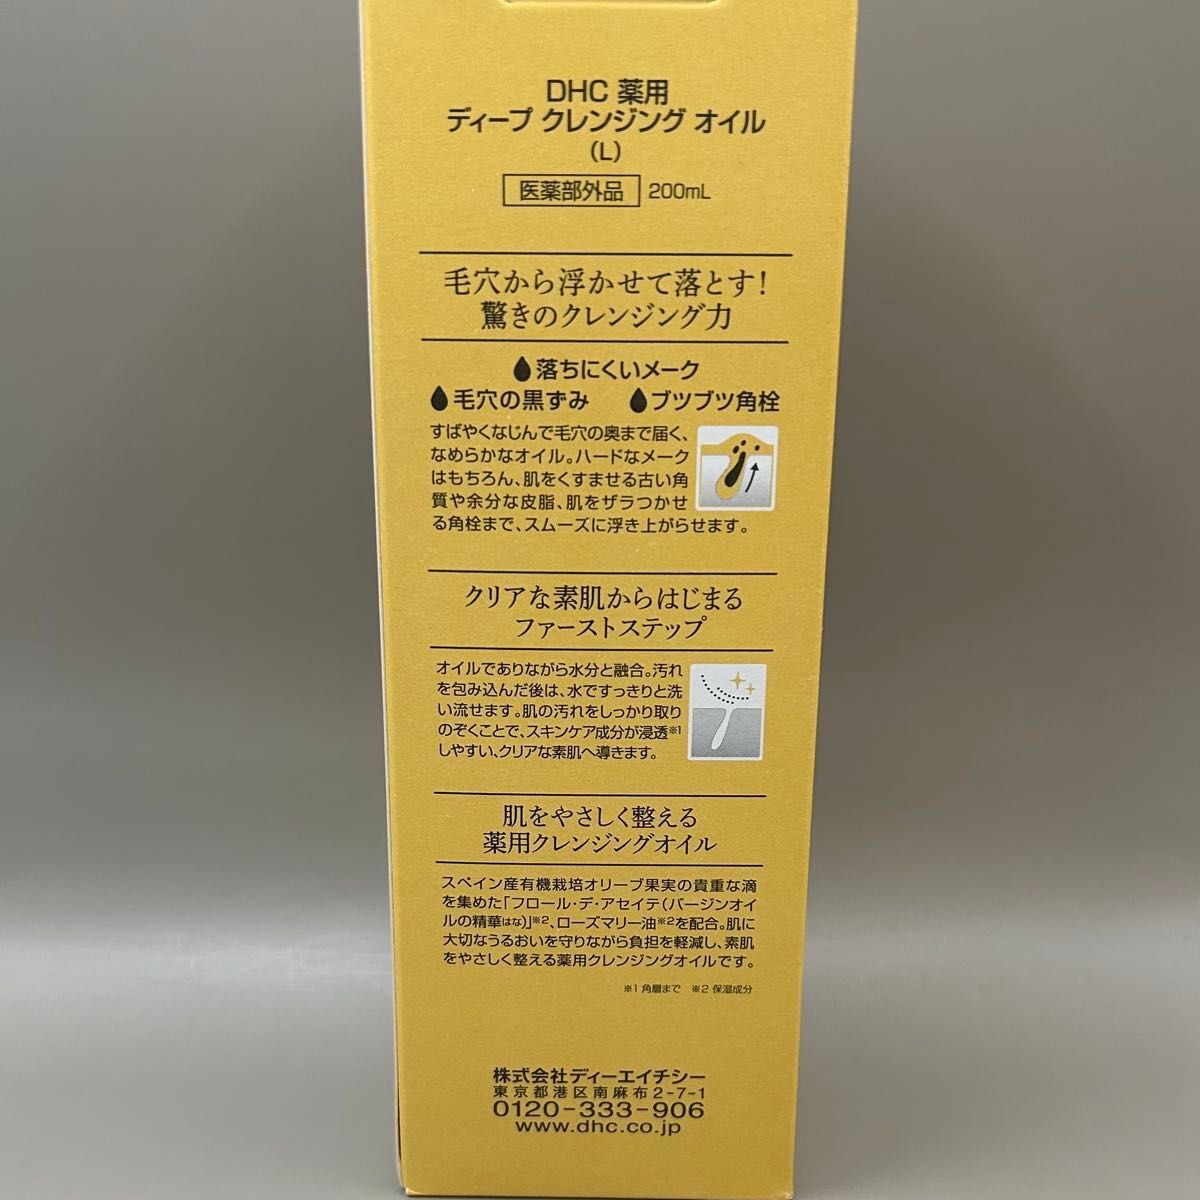 DHC 薬用
ディープ クレンジング オイル
(L)
医薬部外品 200mL
毛穴から浮かせて落とす!
驚きのクレンジング力
落ちにくいメーク
毛穴の黒ずみ ブツブツ角栓
すばやくなじんで毛穴の奥まで届く、
なめらかなオイル。ハードなメーク
はもちろん、肌をくすませる古い角
質や余分な皮脂、肌をザラつかせ
る角栓まで、スムーズに浮き上がらせます。
クリアな素肌からはじまる
ファーストステップ
オイルでありながら水分と融合。汚れ
を包み込んだ後は、水ですっきりと洗
い流せます。肌の汚れをしっかり取り
のぞくことで、スキンケア成分が浸透※1
しやすい、クリアな素肌へ導きます。
肌をやさしく整える
薬用クレンジングオイル
スペイン産有機栽培オリーブ果実の貴重な滴
を集めた「フロール・デ・アセイテ(バージンオイ
ルの精華はな)」※2、ローズマリー油※2を配合。肌に
大切なうるおいを守りながら負担を軽減し、素肌
をやさしく整える薬用クレンジングオイルです。
※1 角層まで ※2 保湿成分
株式会社ディーエイチシー
東京都港区南麻布2-7-1
0120-333-906
www.dhc.co.jp